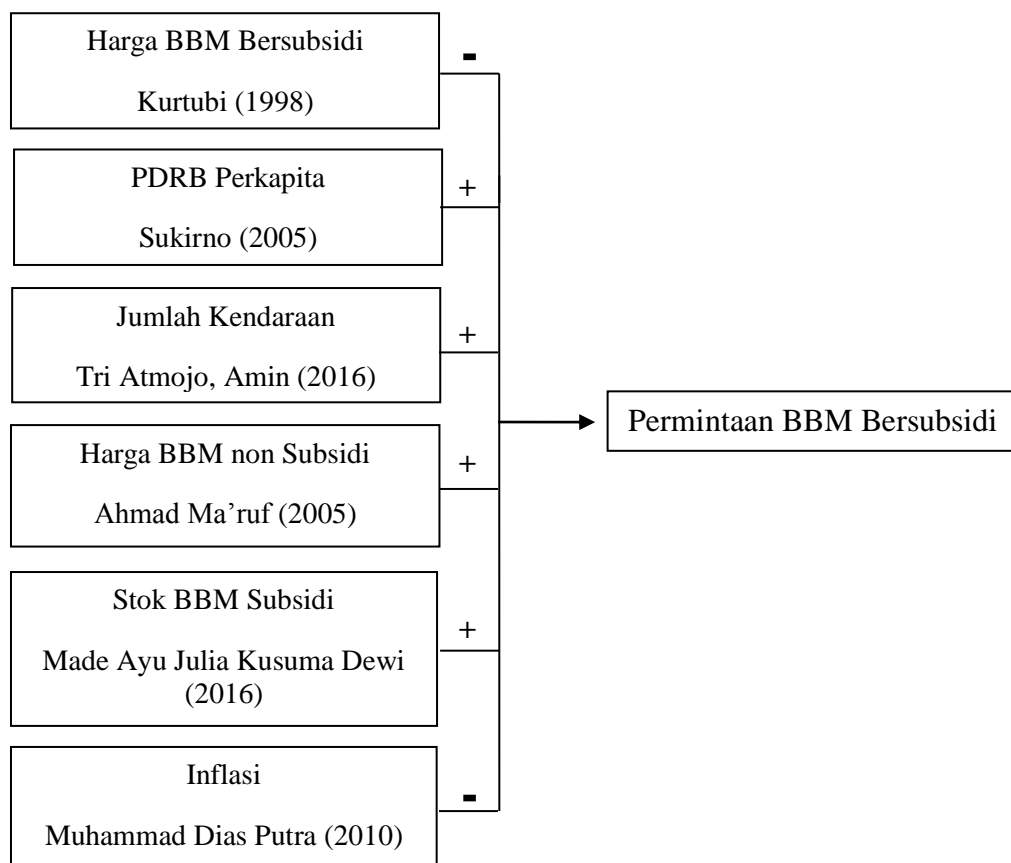 Harga BBM Bersubsidi
Kurtubi (1998)
-
PDRB Perkapita
Sukirno (2005)
+
Jumlah Kendaraan
Tri Atmojo, Amin (2016)
+
Permintaan BBM Bersubsidi
Harga BBM non Subsidi
Ahmad Ma’ruf (2005)
+
Stok BBM Subsidi
Made Ayu Julia Kusuma Dewi
(2016)
+
Inflasi
Muhammad Dias Putra (2010)
-